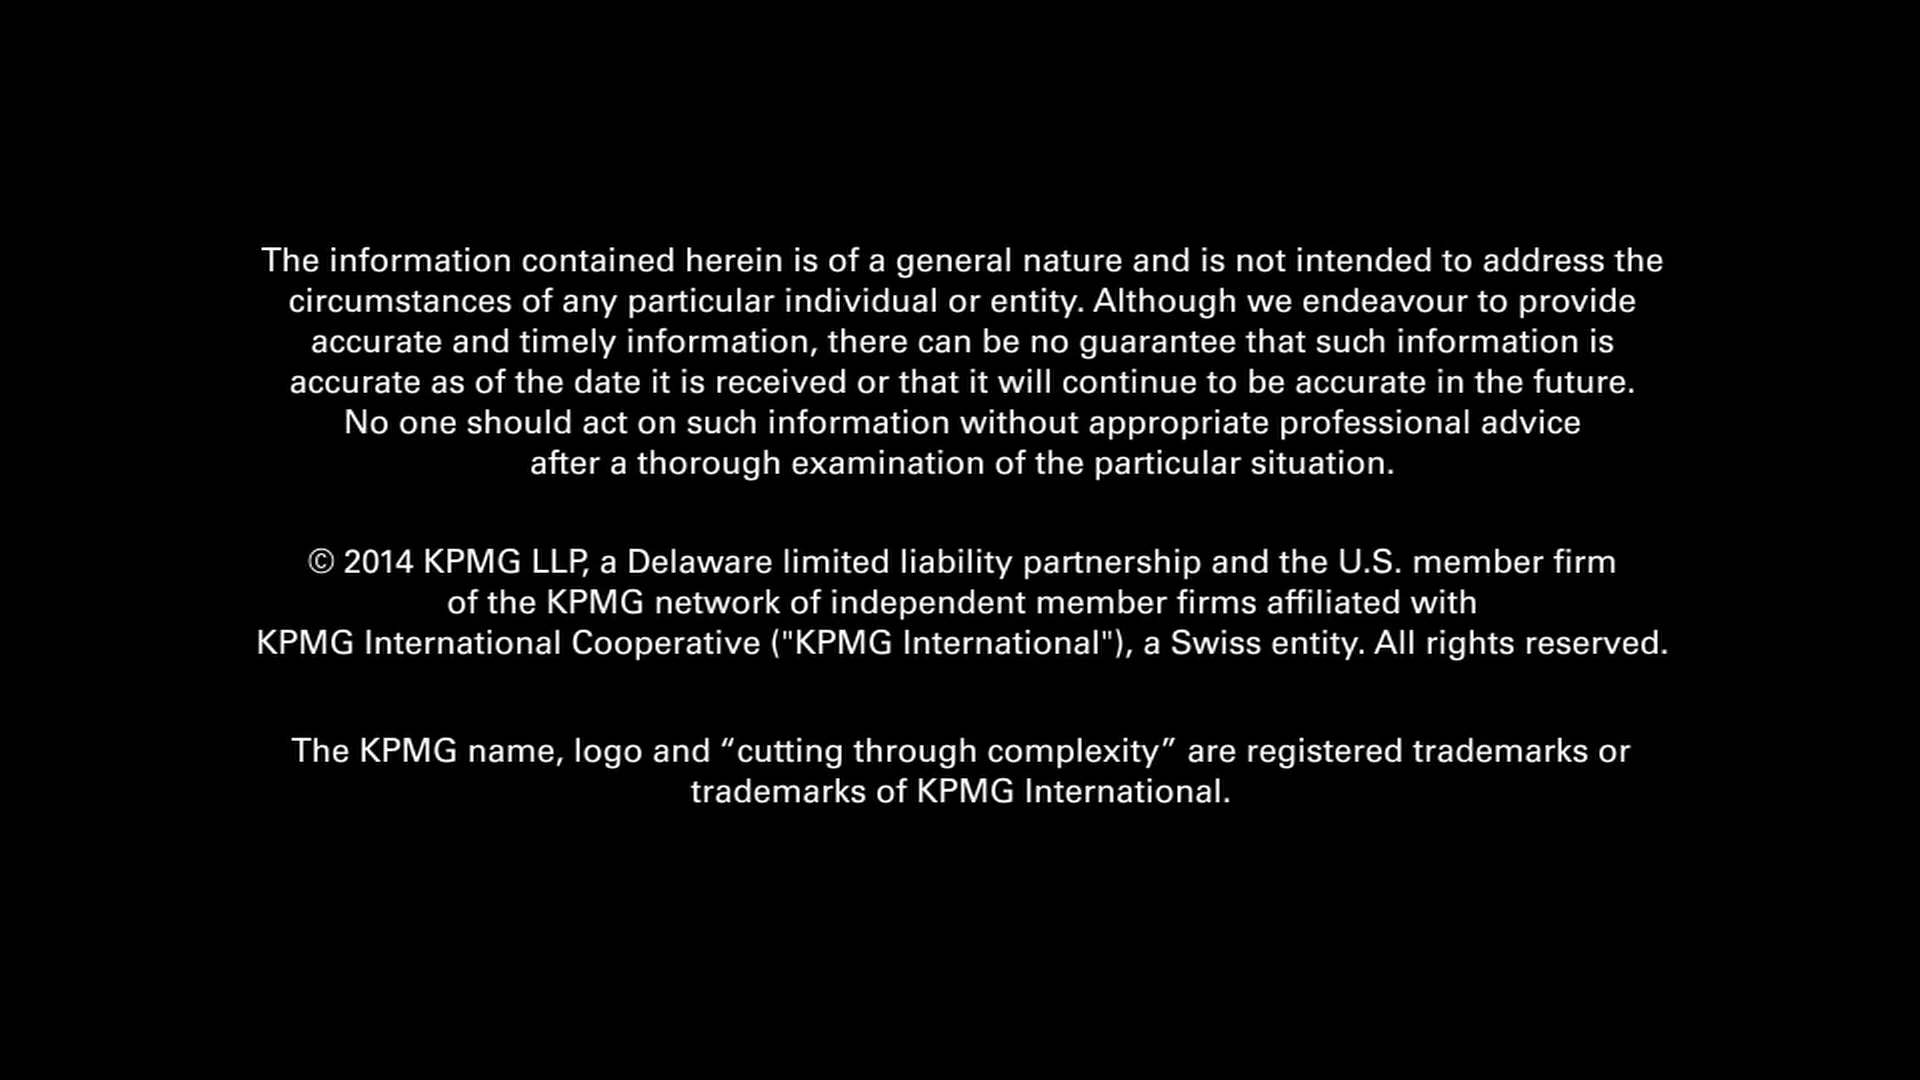 The information contained herein is of a general nature and is not intended to address the
circumstances of any particular individual or entity. Although we endeavour to provide
accurate and timely information, there can be no guarantee that such information is
accurate as of the date it is received or that it will continue to be accurate in the future.
No one should act on such information without appropriate professional advice
after a thorough examination of the particular situation.
© 2014 KPMG LLP, a Delaware limited liability partnership and the U.S. member firm
of the KPMG network of independent member firms affiliated with
KPMG International Cooperative ("KPMG International"), a Swiss entity. All rights reserved.
The KPMG name, logo and “cutting through complexity” are registered trademarks or
trademarks of KPMG International.